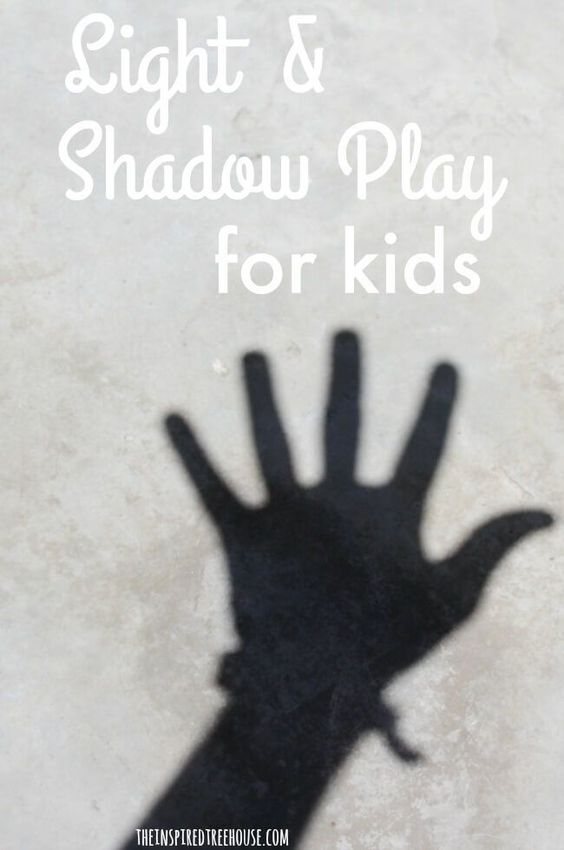 Light &
Shadow Play
for kids
THEINSPIREDTREEHOUSE.COM